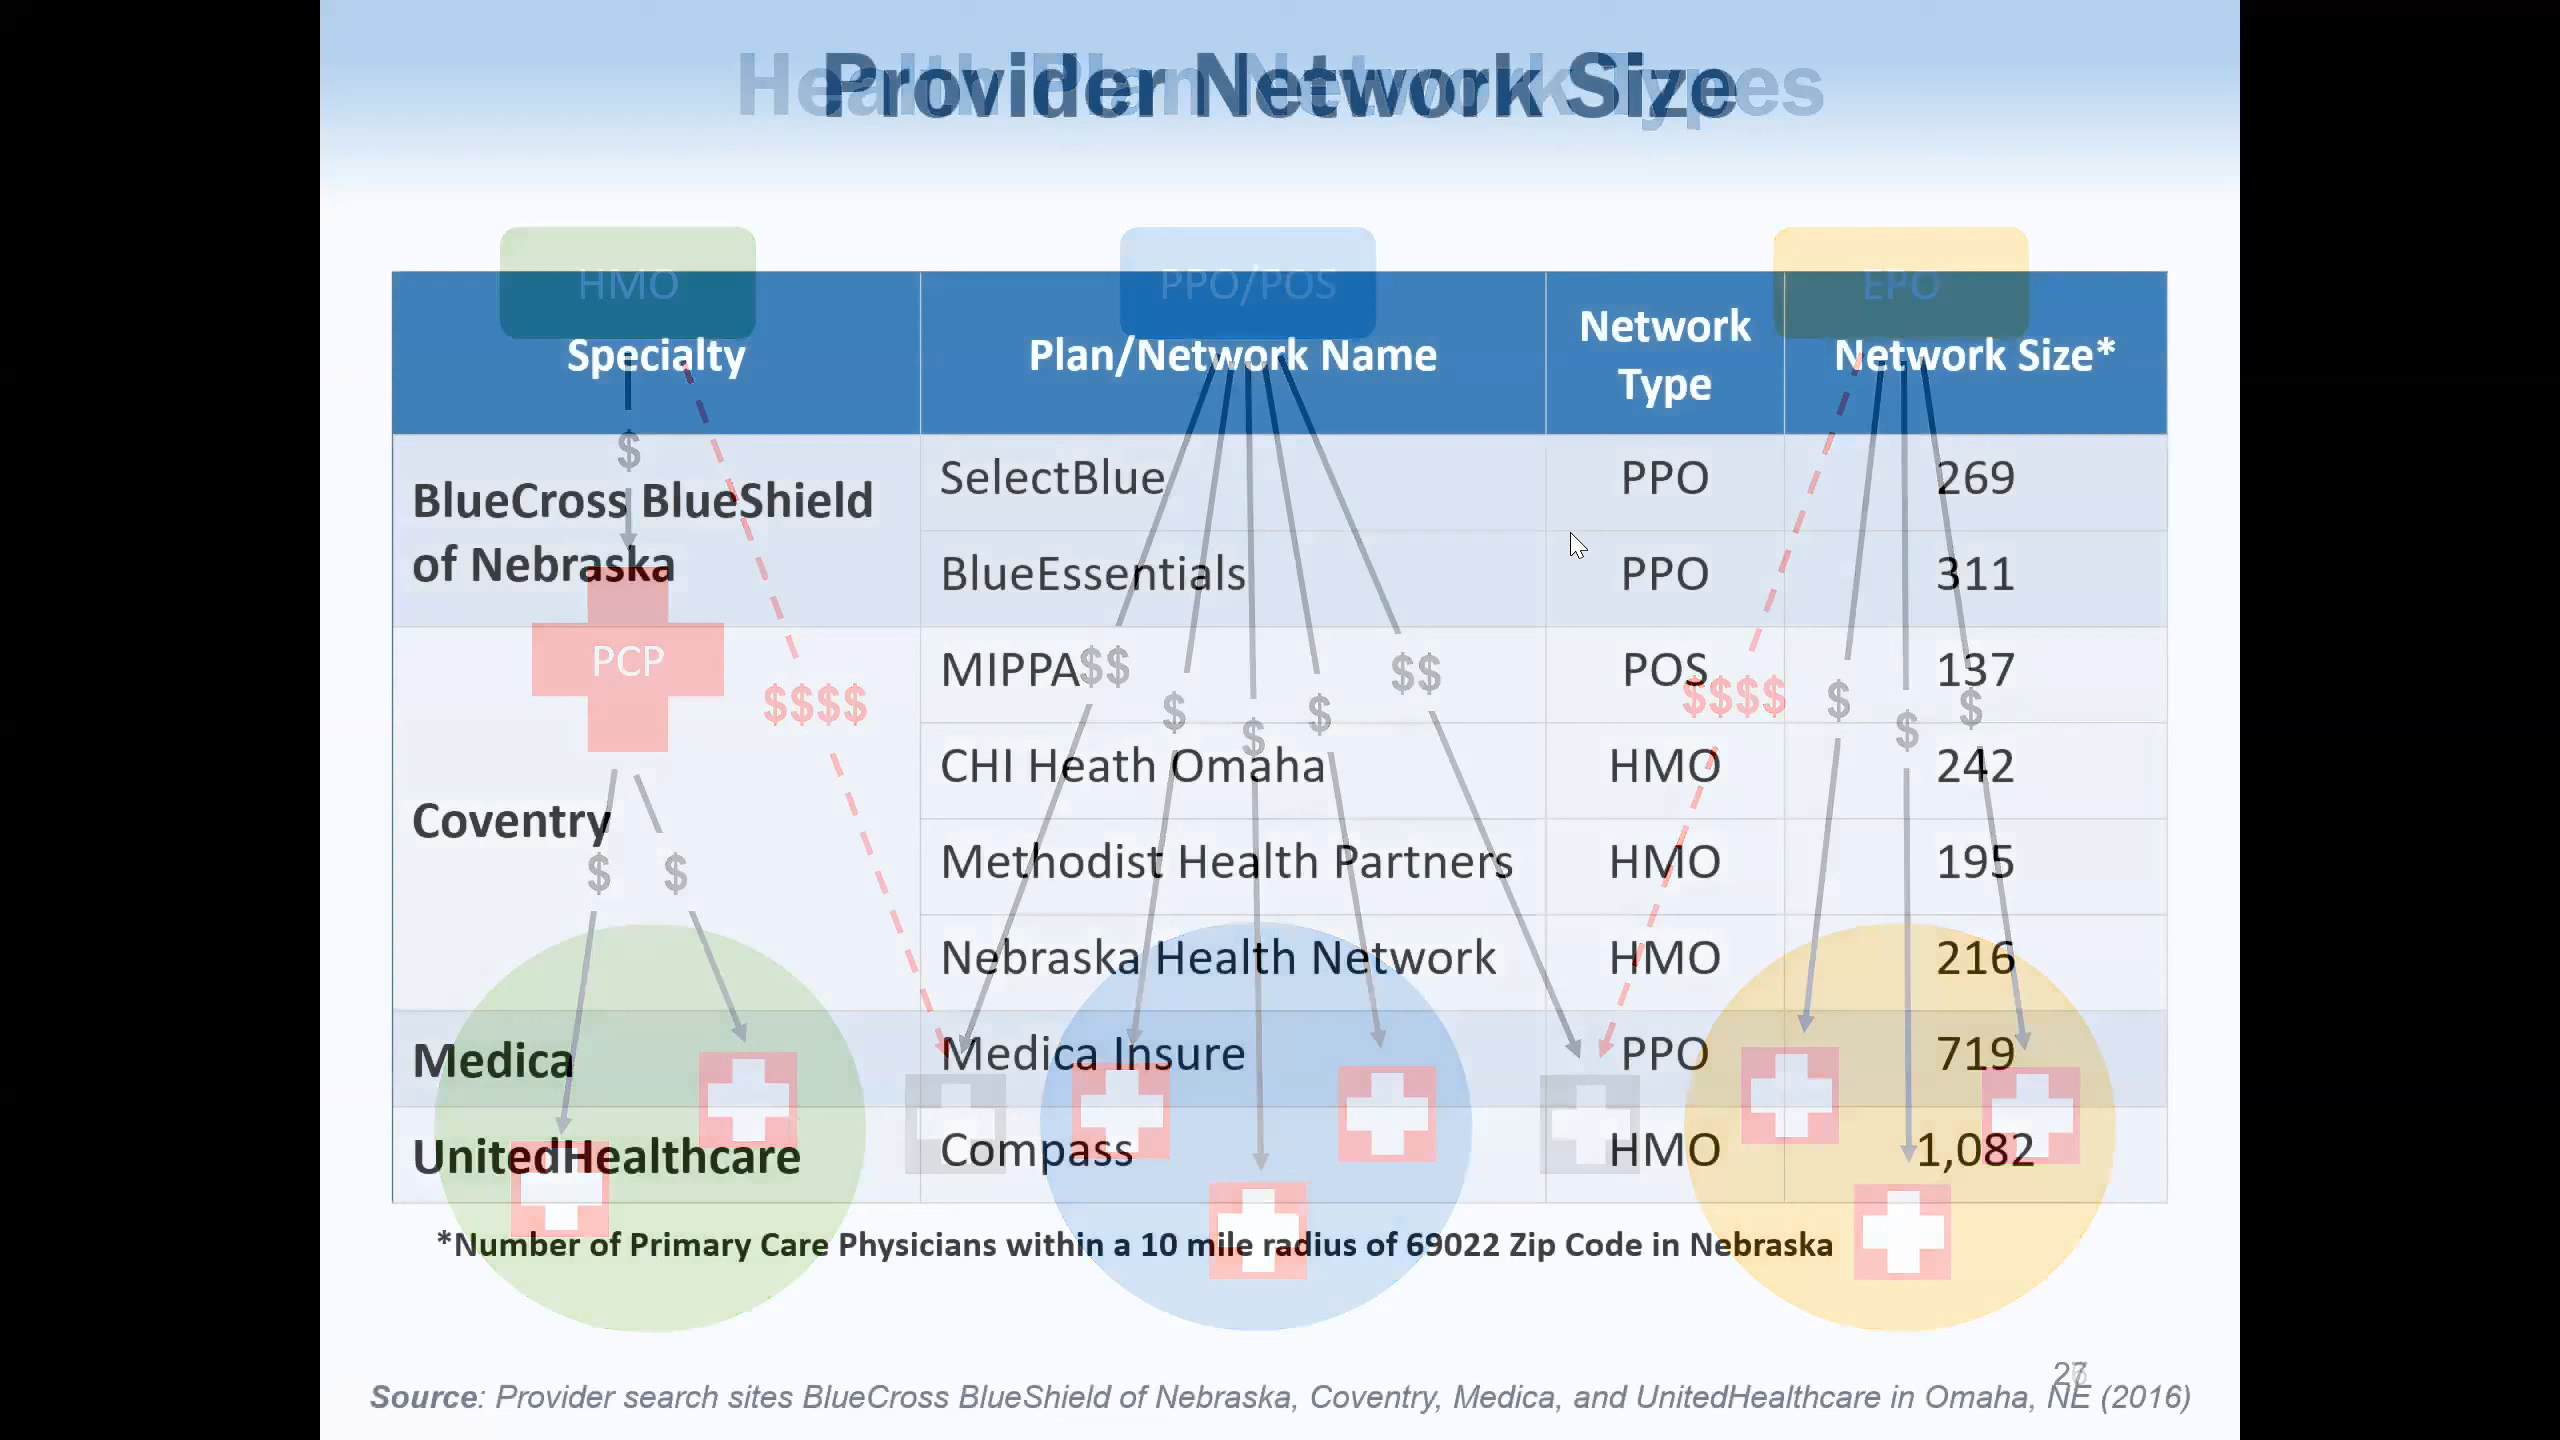 Health Plan Network Types
Provider Network Size
HMO
PPO/POS
EPO
Specialty
Plan/Network Name
Network
Type
Network Size*
BlueCross BlueShield
of Nebraska
SelectBlue
PPO
269
BlueEssentials
PPO
311
Coventry
MIPPA
POS
137
CHI Heath Omaha
HMO
242
Methodist Health Partners
HMO
195
Nebraska Health Network
HMO
216
Medica
Medica Insure
PPO
719
UnitedHealthcare
Compass
HMO
1,082
$
PCP
$$$$
$
$
$$
$
$
$
$$
$$$$
$
$
$
*Number of Primary Care Physicians within a 10 mile radius of 69022 Zip Code in Nebraska
Source: Provider search sites BlueCross BlueShield of Nebraska, Coventry, Medica, and UnitedHealthcare in Omaha, NE (2016)